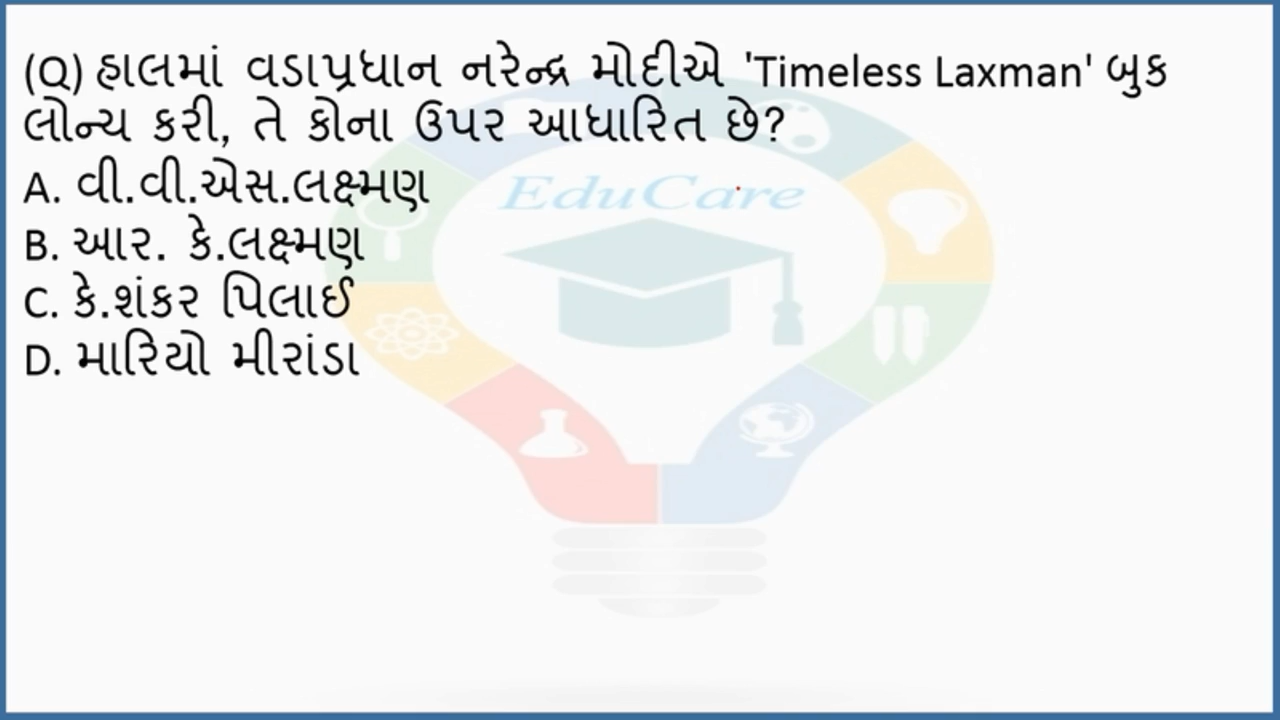 (Q) હાલમાં વડાપ્રધાન નરેન્દ્ર મોદીએ 'Timeless Laxman' બુક
લોન્ચ કરી, તે કોના ઉપર આધારિત છે?
A. વી.વી.એસ.લક્ષ્મણ
EduCare
B. આર. કે.લક્ષ્મણ
C. કે.શંકર પિલાઈ
D. મારિયો મીરાંડા